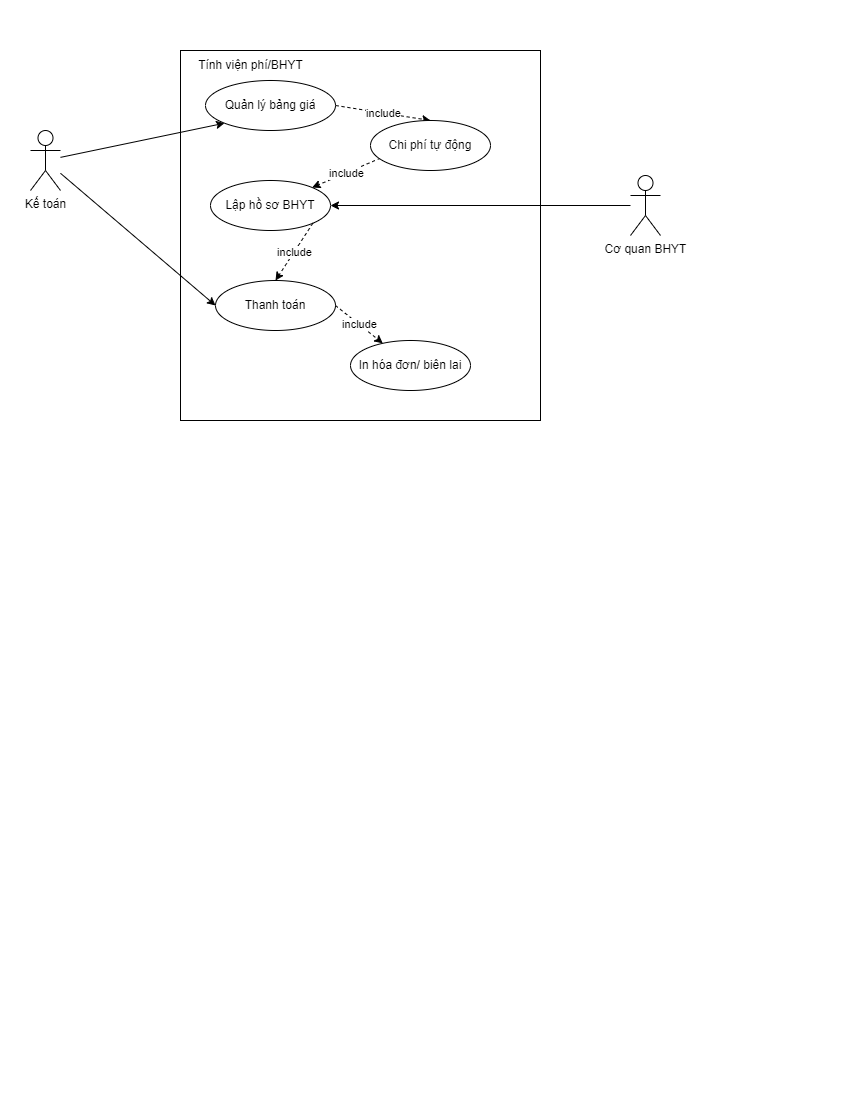 Tính viện phí/BHYT
Quản lý bảng giá
include
Chi phí tự động
include
Lập hồ sơ BHYT
Kế toán
Cơ quan BHYT
include
Thanh toán
include
In hóa đơn/ biên lai